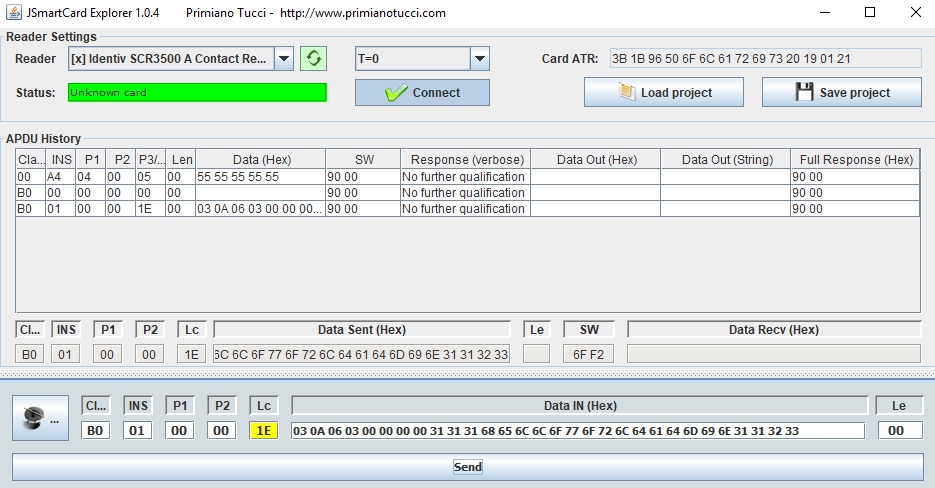 JSmartCard Explorer 1.0.4 Primiano Tucci - http://www.primianotucci.com
Reader Settings
Reader [x] Identiv SCR3500 A Contact Re... T=0 Card ATR: 3B 1B 96 50 6F 6C 61 72 69 73 20 19 01 21
Status: Unknown card Connect Load project Save project
APDU History
Cla... INS P1 P2 P3/... Len Data (Hex) SW Response (verbose) Data Out (Hex) Data Out (String) Full Response (Hex)
00 A4 04 00 05 00 55 55 55 55 55 90 00 No further qualification 90 00
B0 00 00 00 00 00 90 00 No further qualification 90 00
B0 01 00 00 1E 00 03 0A 06 03 00 00 00... 90 00 No further qualification 90 00
Cl... INS P1 P2 Lc Data Sent (Hex) Le SW Data Recv (Hex)
B0 01 00 00 1E 6C 6C 6F 77 6F 72 6C 64 61 64 6D 69 6E 31 31 32 33 6F F2
... Cl... INS P1 P2 Lc Data IN (Hex) Le
B0 01 00 00 1E 03 0A 06 03 00 00 00 00 31 31 31 68 65 6C 6C 6F 77 6F 72 6C 64 61 64 6D 69 6E 31 31 32 33 00
Send